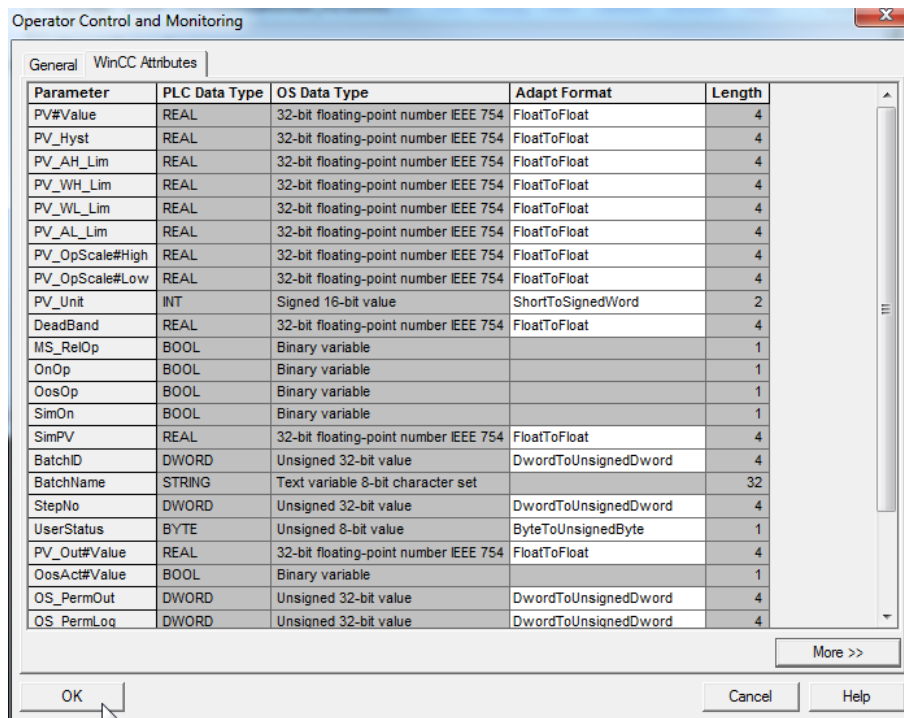 Operator Control and Monitoring
General WinCC Attributes
Parameter PLC Data Type OS Data Type Adapt Format Length
PV#Value REAL 32-bit floating-point number IEEE 754 FloatToFloat 4
PV_Hyst REAL 32-bit floating-point number IEEE 754 FloatToFloat 4
PV_AH_Lim REAL 32-bit floating-point number IEEE 754 FloatToFloat 4
PV_WH_Lim REAL 32-bit floating-point number IEEE 754 FloatToFloat 4
PV_WL_Lim REAL 32-bit floating-point number IEEE 754 FloatToFloat 4
PV_AL_Lim REAL 32-bit floating-point number IEEE 754 FloatToFloat 4
PV_OpScale#High REAL 32-bit floating-point number IEEE 754 FloatToFloat 4
PV_OpScale#Low REAL 32-bit floating-point number IEEE 754 FloatToFloat 4
PV_Unit INT Signed 16-bit value ShortToSignedWord 2
DeadBand REAL 32-bit floating-point number IEEE 754 FloatToFloat 4
MS_RelOp BOOL Binary variable 1
OnOp BOOL Binary variable 1
OosOp BOOL Binary variable 1
SimOn BOOL Binary variable 1
SimPV REAL 32-bit floating-point number IEEE 754 FloatToFloat 4
BatchID DWORD Unsigned 32-bit value DwordToUnsignedDword 4
BatchName STRING Text variable 8-bit character set 32
StepNo DWORD Unsigned 32-bit value DwordToUnsignedDword 4
UserStatus BYTE Unsigned 8-bit value ByteToUnsignedByte 1
PV_Out#Value REAL 32-bit floating-point number IEEE 754 FloatToFloat 4
OosAct#Value BOOL Binary variable 1
OS_PermOut DWORD Unsigned 32-bit value DwordToUnsignedDword 4
OS_PermLog DWORD Unsigned 32-bit value DwordToUnsignedDword 4
More >>
OK Cancel Help